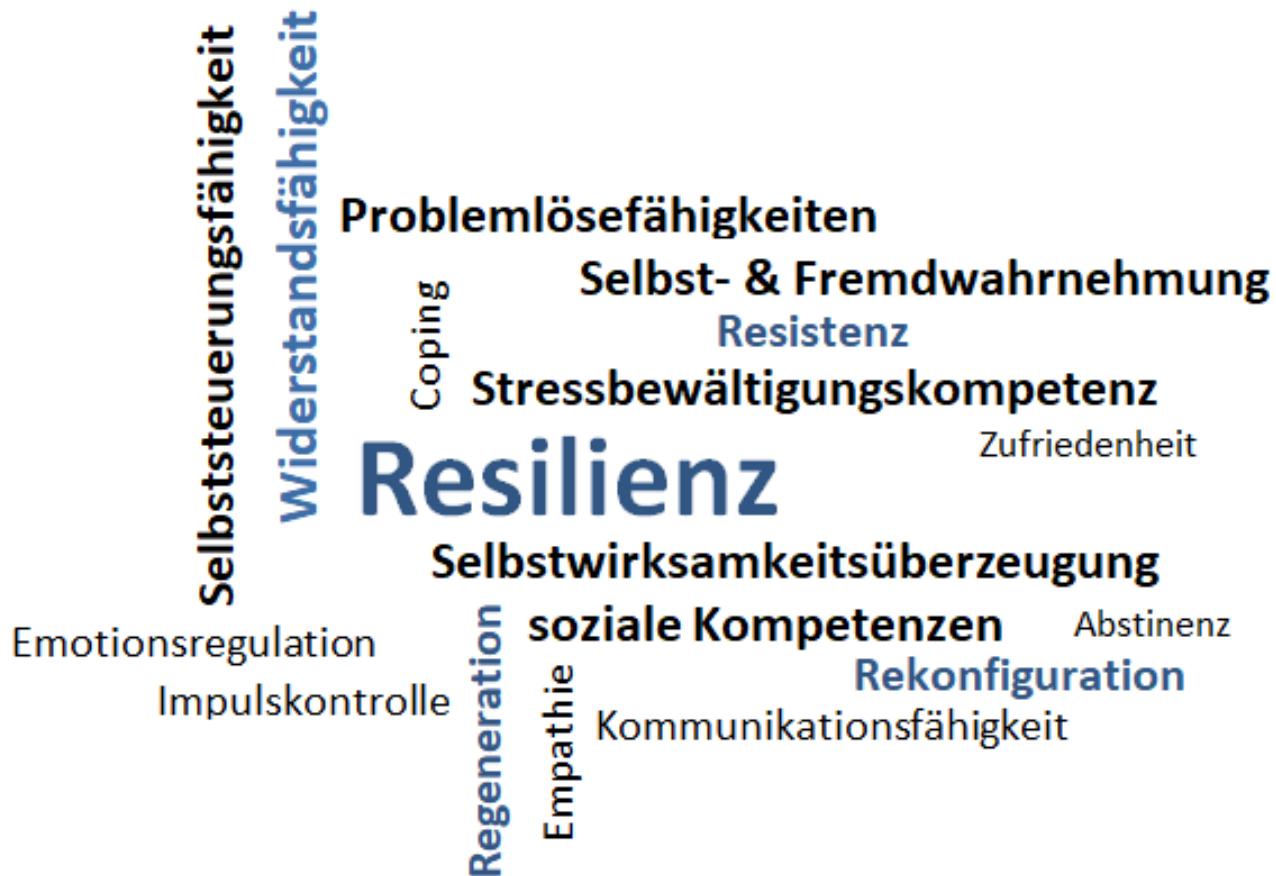 Selbststeuerungsfähigkeit
Widerstandsfähigkeit
Problemlösefähigkeiten
Selbst- & Fremdwahrnehmung
Resistenz
Coping
Stressbewältigungskompetenz
Zufriedenheit
Resilienz
Selbstwirksamkeitsüberzeugung
soziale Kompetenzen
Abstinenz
Emotionsregulation
Rekonfiguration
Impulskontrolle
Regeneration
Empathie
Kommunikationsfähigkeit